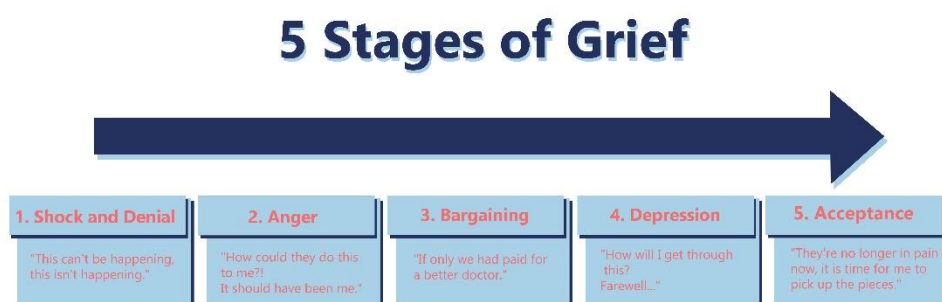 5 Stages of Grief
1. Shock and Denial
"This can't be happening,
this isn't happening."
2. Anger
"How could they do this
to me?!
It should have been me."
3. Bargaining
"If only we had paid for
a better doctor."
4. Depression
"How will I get through
this?
Farewell..."
5. Acceptance
"They're no longer in pain
now, it is time for me to
pick up the pieces."